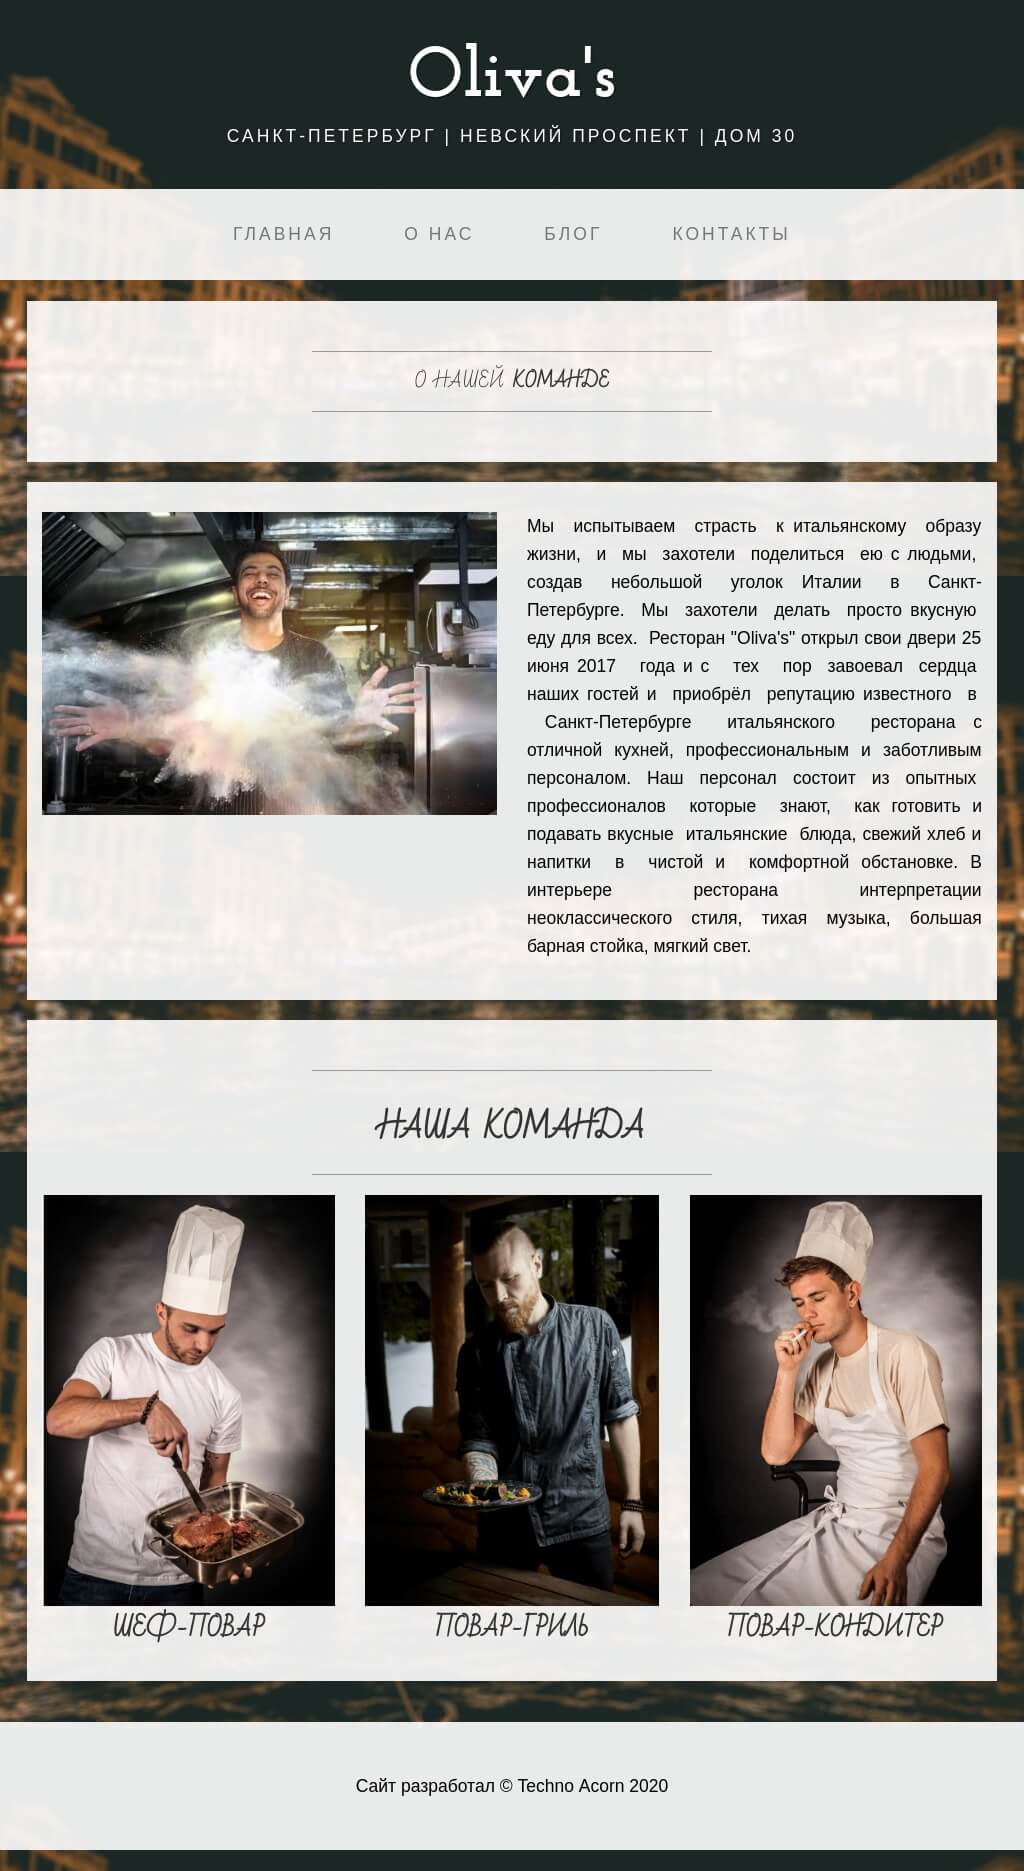 Oliva's
САНКТ-ПЕТЕРБУРГ | НЕВСКИЙ ПРОСПЕКТ | ДОМ 30
ГЛАВНАЯ О НАС БЛОГ КОНТАКТЫ
О НАШЕЙ КОМАНДЕ
Мы испытываем страсть к итальянскому образу
жизни, и мы захотели поделиться ею с людьми,
создав небольшой уголок Италии в Санкт-
Петербурге. Мы захотели делать просто вкусную
еду для всех. Ресторан "Oliva's" открыл свои двери 25
июня 2017 года и с тех пор завоевал сердца
наших гостей и приобрёл репутацию известного в
Санкт-Петербурге итальянского ресторана с
отличной кухней, профессиональным и заботливым
персоналом. Наш персонал состоит из опытных
профессионалов которые знают, как готовить и
подавать вкусные итальянские блюда, свежий хлеб и
напитки в чистой и комфортной обстановке. В
интерьере ресторана интерпретации
неоклассического стиля, тихая музыка, большая
барная стойка, мягкий свет.
НАША КОМАНДА
ШЕФ-ПОВАР ПОВАР-ГРИЛЬ ПОВАР-КОНДИТЕР
Сайт разработал © Techno Acorn 2020